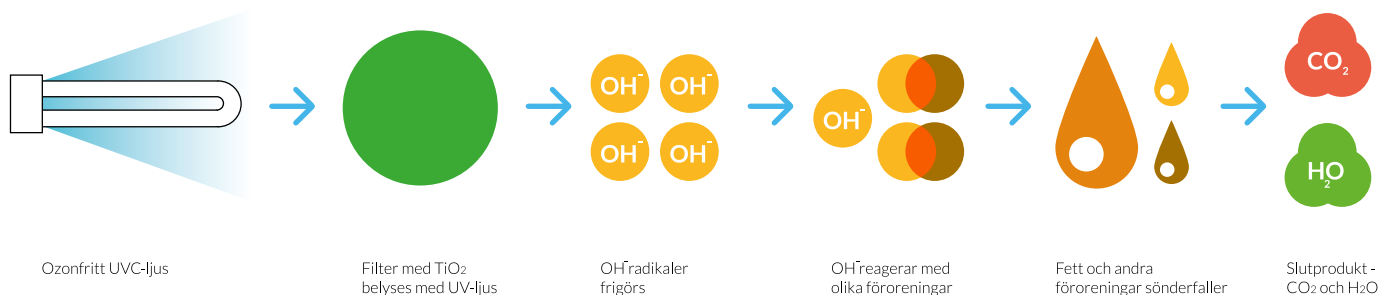 OH⁻ OH⁻
OH⁻ OH⁻
OH⁻
CO₂
H₂O
Ozonfritt UVC-ljus
Filter med TiO₂
belyses med UV-ljus
OH⁻radikaler
frigörs
OH⁻reagerar med
olika föroreningar
Fett och andra
föroreningar sönderfaller
Slutprodukt -
CO₂ och H₂O